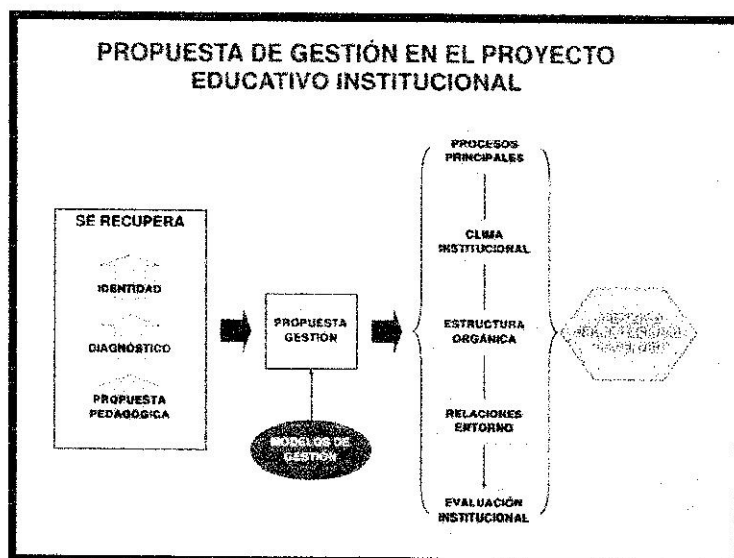 PROPUESTA DE GESTIÓN EN EL PROYECTO
EDUCATIVO INSTITUCIONAL
SE RECUPERA
IDENTIDAD
DIAGNÓSTICO
PROPUESTA
PEDAGÓGICA
PROPUESTA
GESTIÓN
MODELOS DE
GESTIÓN
PROCESOS
PRINCIPALES
CLIMA
INSTITUCIONAL
ESTRUCTURA
ORGÁNICA
RELACIONES
ENTORNO
EVALUACIÓN
INSTITUCIONAL